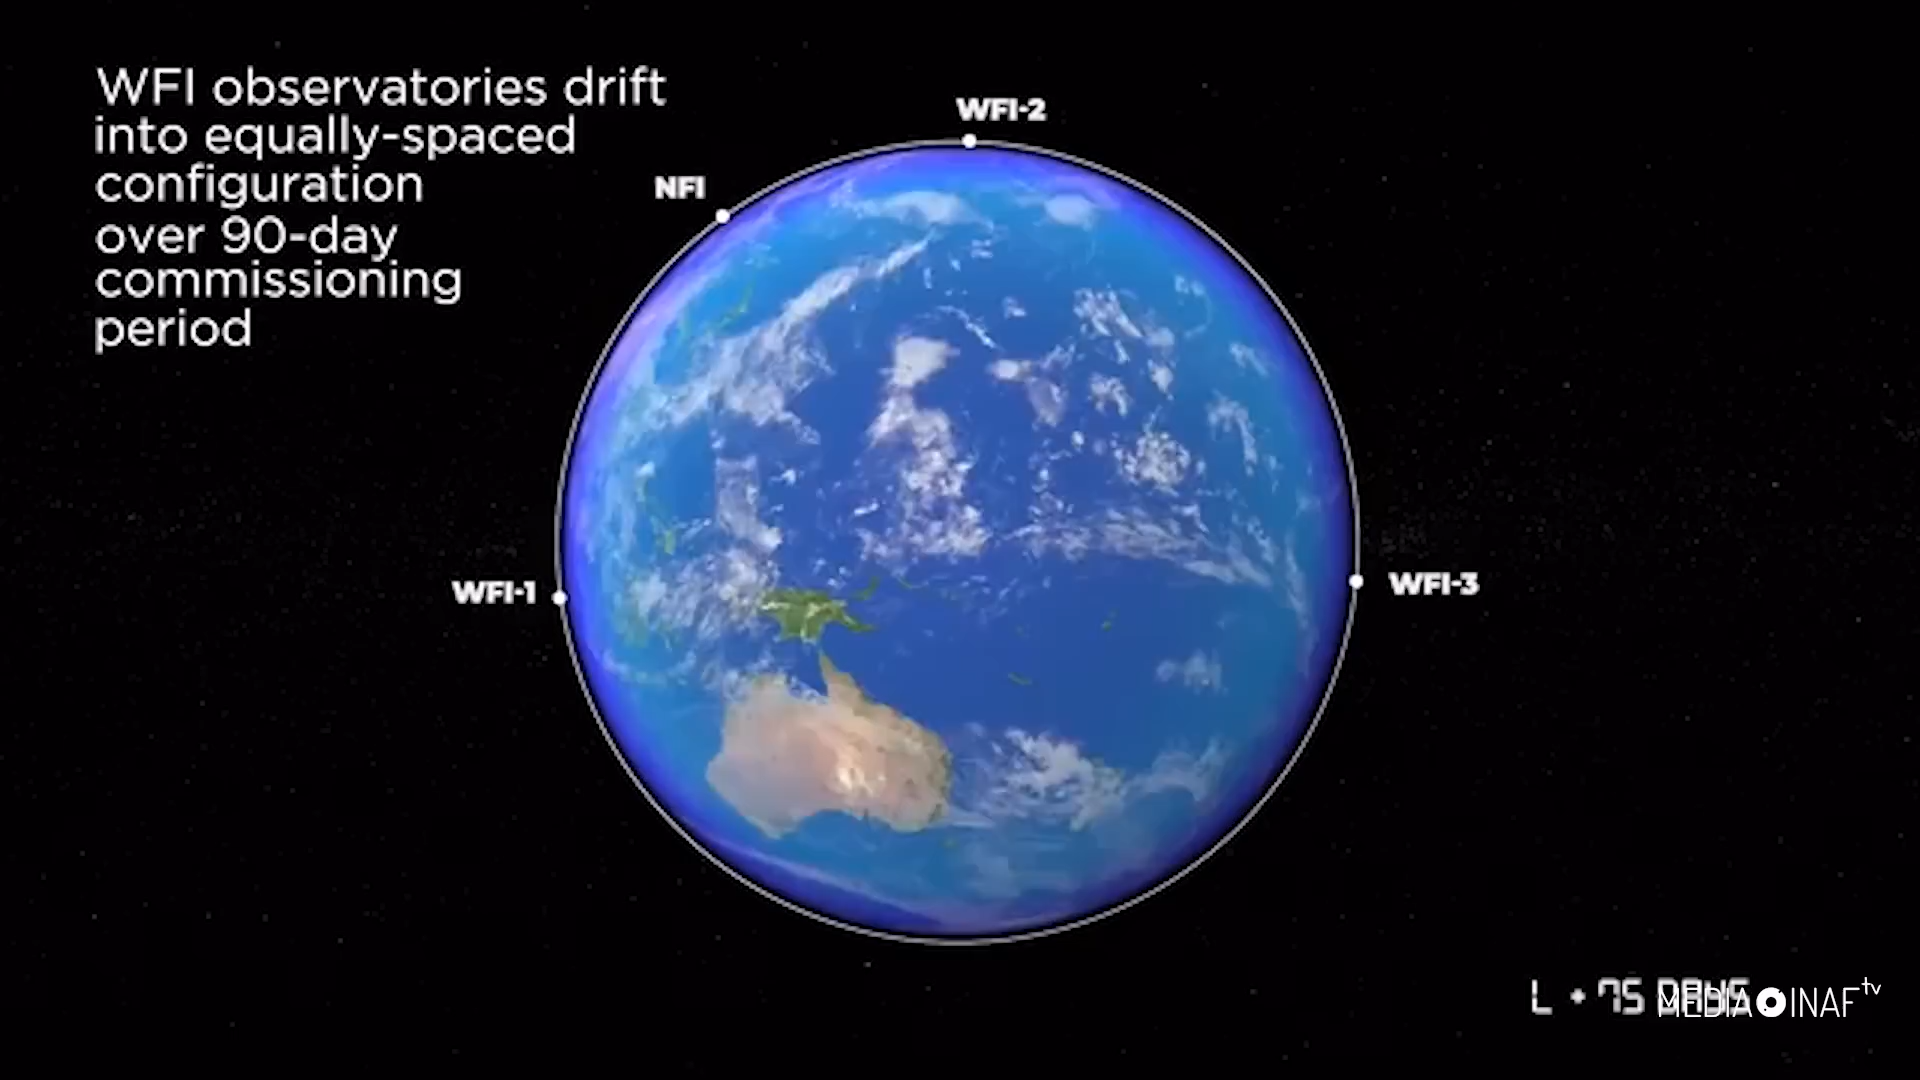 WFI observatories drift
into equally-spaced
configuration
over 90-day
commissioning
period
WFI-2
NFI
WFI-1
WFI-3
L + 75 DAYS
MEDIA INAF tv